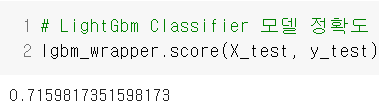 1 # LightGbm Classifier 모델 정확도
2 lgbm_wrapper.score(X_test, y_test)
0.7159817351598173